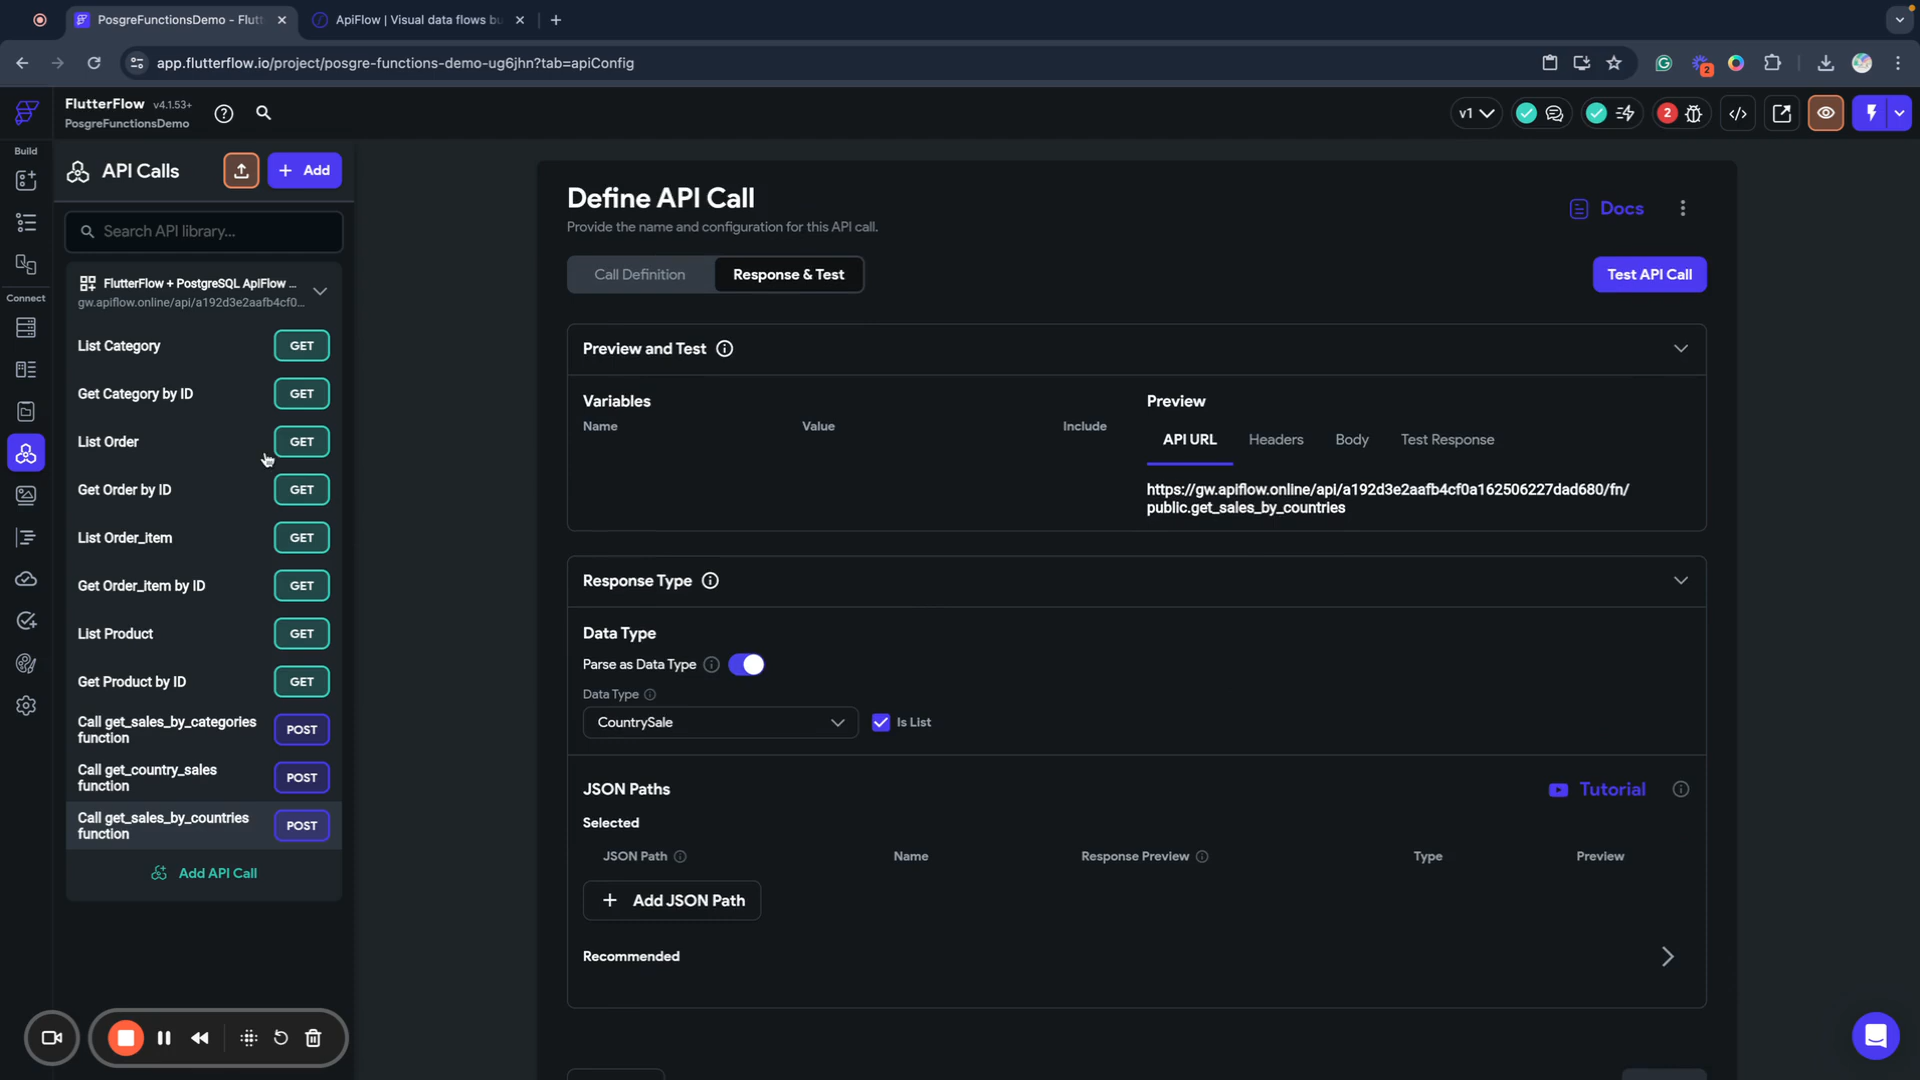 PosgreFunctionsDemo - Flutt
ApiFlow | Visual data flows bu
app.flutterflow.io/project/posgre-functions-demo-ug6jhn?tab=apiConfig
2
FlutterFlow v4.1.53+
PosgreFunctionsDemo
v1
2
Build
Connect
API Calls
+ Add
Search API library...
FlutterFlow + PostgreSQL ApiFlow ...
gw.apiflow.online/api/a192d3e2aafb4cf0...
List Category GET
Get Category by ID GET
List Order GET
Get Order by ID GET
List Order_item GET
Get Order_item by ID GET
List Product GET
Get Product by ID GET
Call get_sales_by_categories
function POST
Call get_country_sales
function POST
Call get_sales_by_countries
function POST
Add API Call
Define API Call
Provide the name and configuration for this API call.
Docs
Call Definition Response & Test
Test API Call
Preview and Test
Variables
Name Value Include
Preview
API URL Headers Body Test Response
https://gw.apiflow.online/api/a192d3e2aafb4cf0a162506227dad680/fn/
public.get_sales_by_countries
Response Type
Data Type
Parse as Data Type
Data Type
CountrySale Is List
JSON Paths Tutorial
Selected
JSON Path Name Response Preview Type Preview
+ Add JSON Path
Recommended